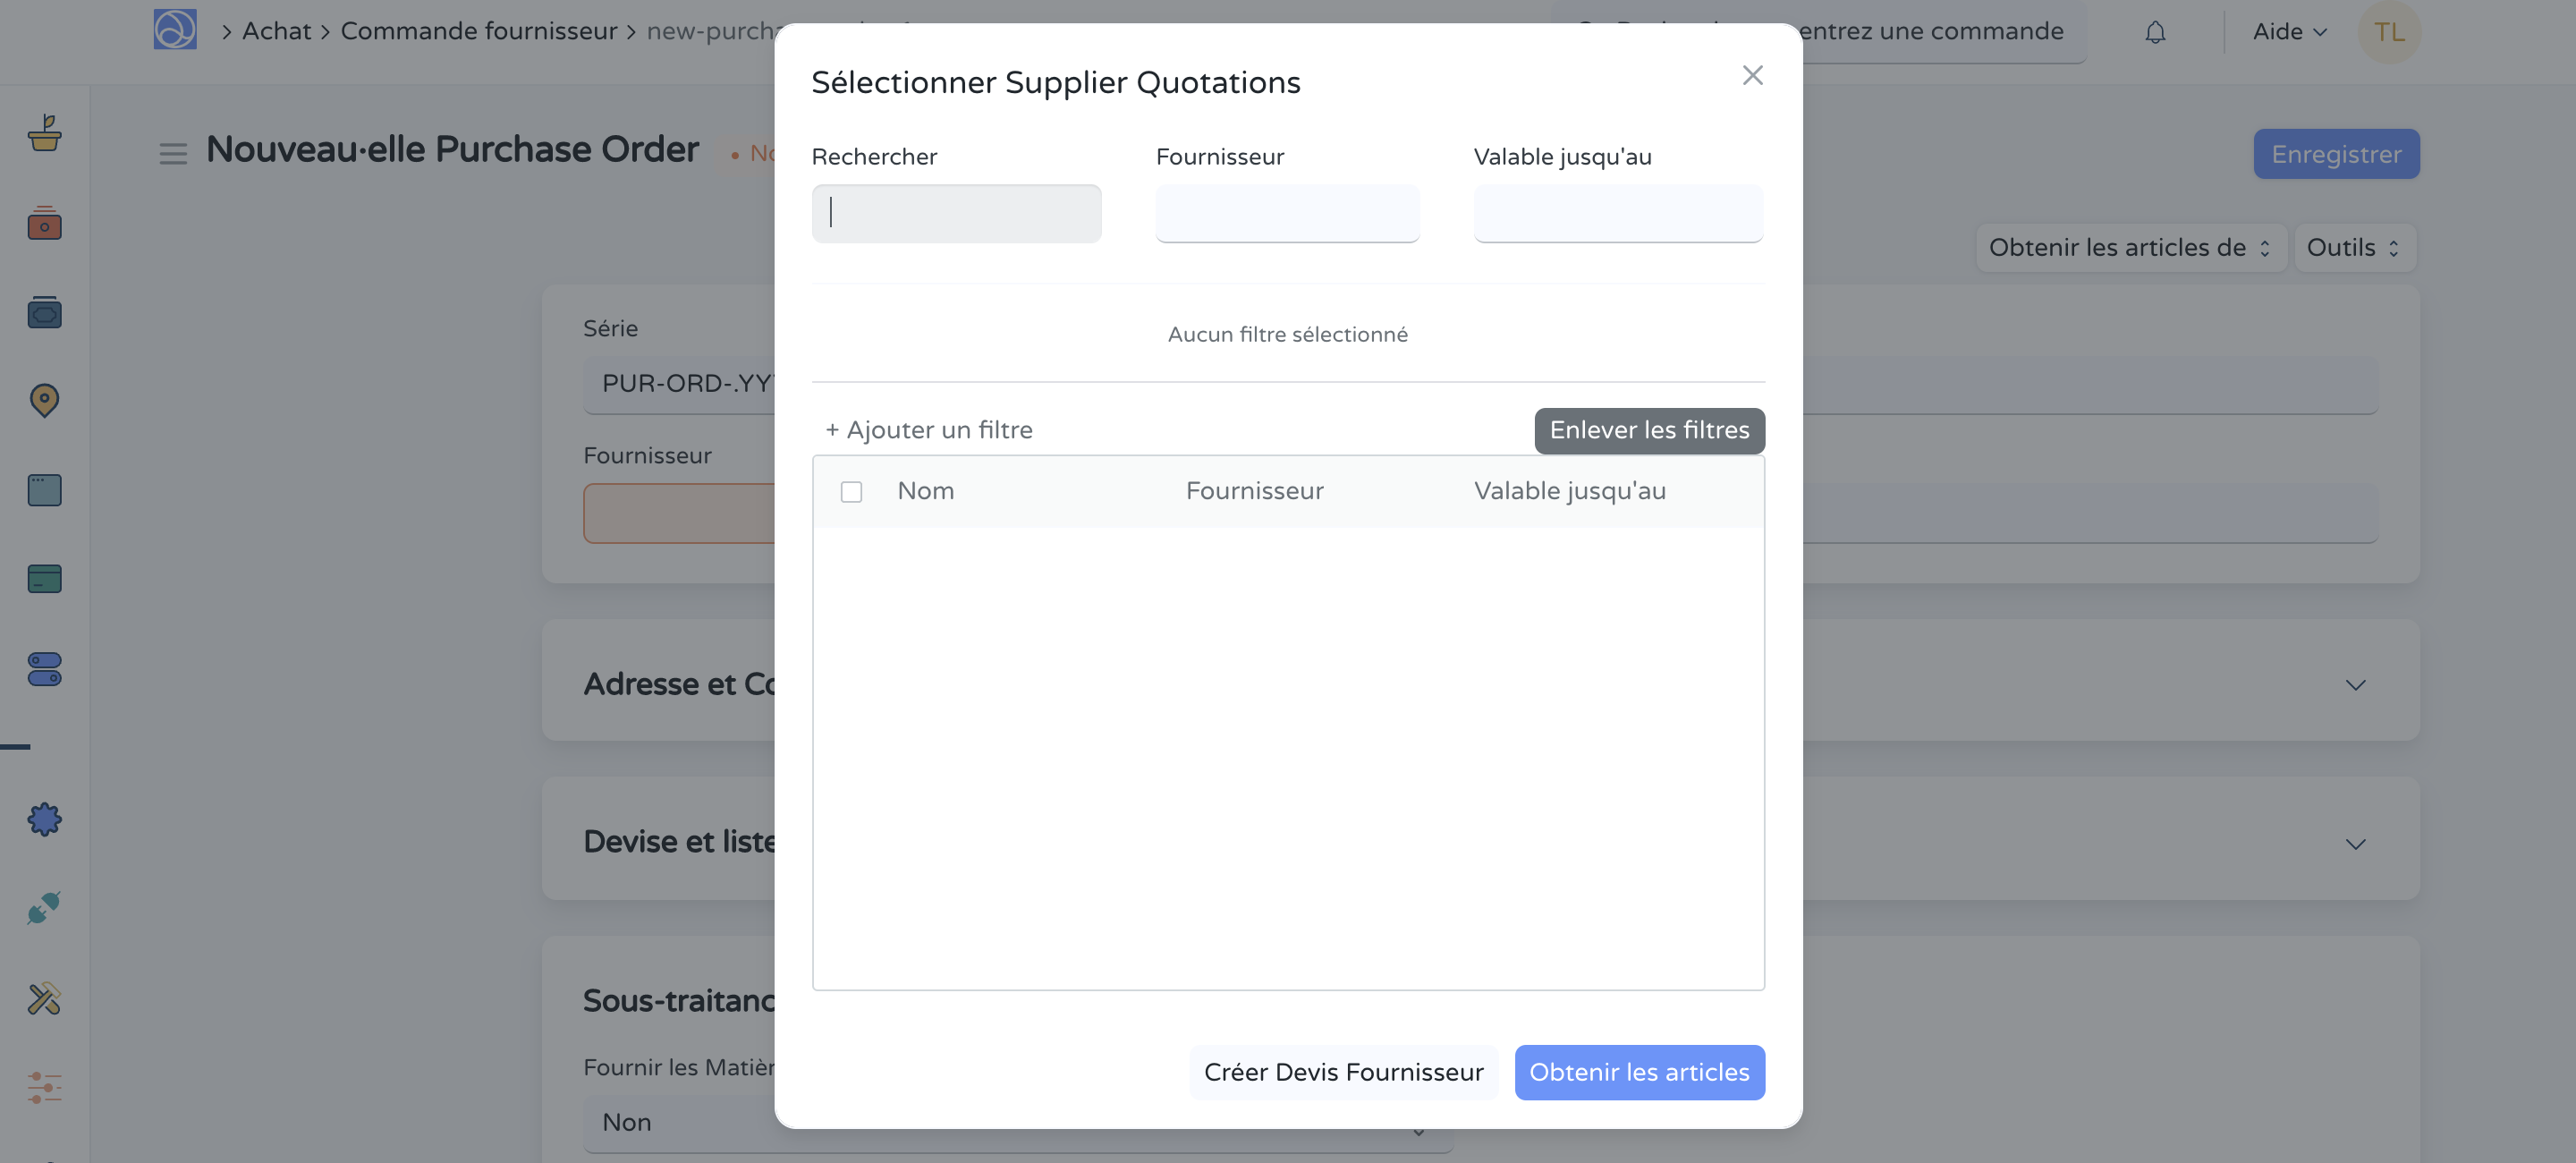 Achat
Commande fournisseur
new-purcha
entrez une commande
Aide
TL
Nouveau·elle Purchase Order
Enregistrer
Obtenir les articles de
Outils
Série
PUR-ORD-.YY
Fournisseur
Adresse et Co
Devise et liste
Sous-traitanc
Fournir les Matièr
Non
Sélectionner Supplier Quotations
Rechercher
Fournisseur
Valable jusqu'au
Aucun filtre sélectionné
+ Ajouter un filtre
Enlever les filtres
Nom
Fournisseur
Valable jusqu'au
Créer Devis Fournisseur
Obtenir les articles